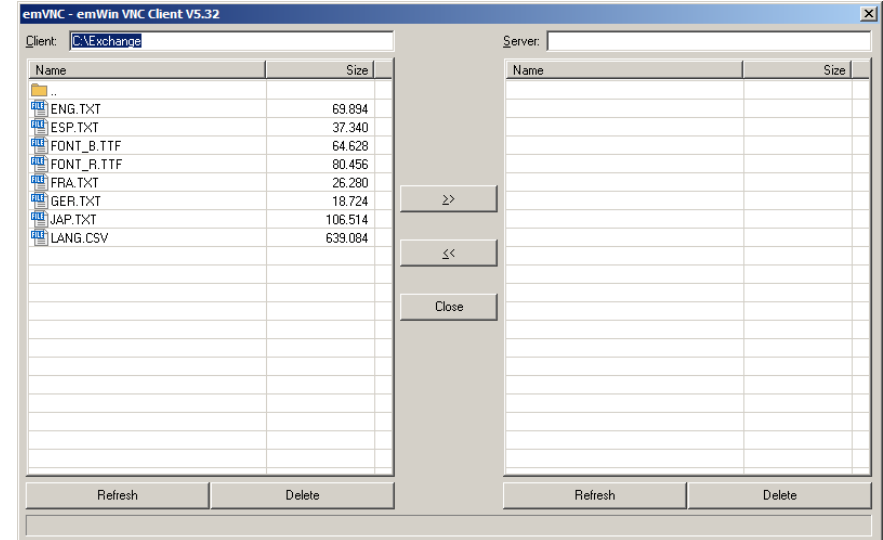 emVNC - emWin VNC Client V5.32
Client: C:\Exchange Server:
Name Size Name Size
..
ENG.TXT 69.894
ESP.TXT 37.340
FONT_B.TTF 64.628
FONT_R.TTF 80.456
FRA.TXT 26.280
GER.TXT 18.724
>>
JAP.TXT 106.514
LANG.CSV 639.084
<<
Close
Refresh Delete Refresh Delete